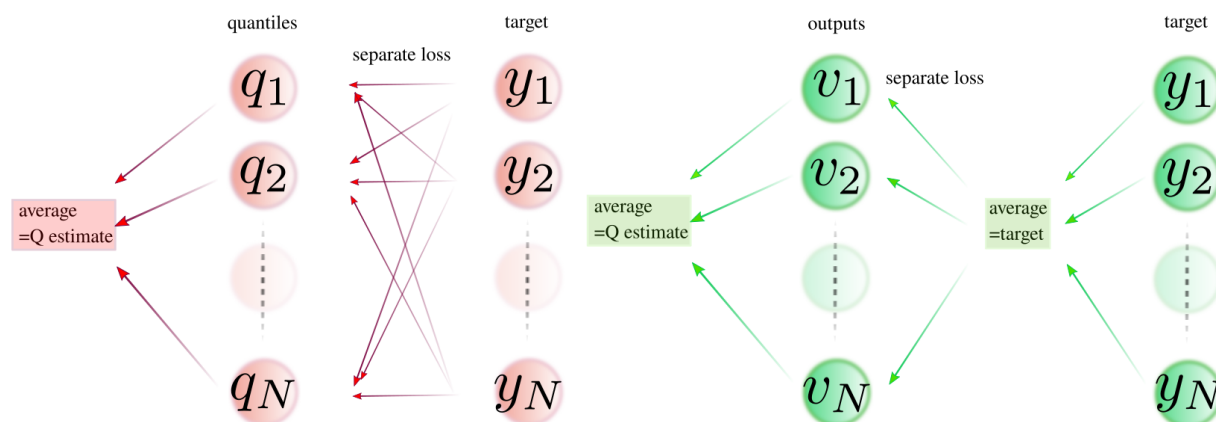 quantiles
target
separate loss
q1
y1
q2
y2
average
=Q estimate
qN
yN
outputs
target
separate loss
v1
y1
v2
y2
average
=Q estimate
average
=target
vN
yN